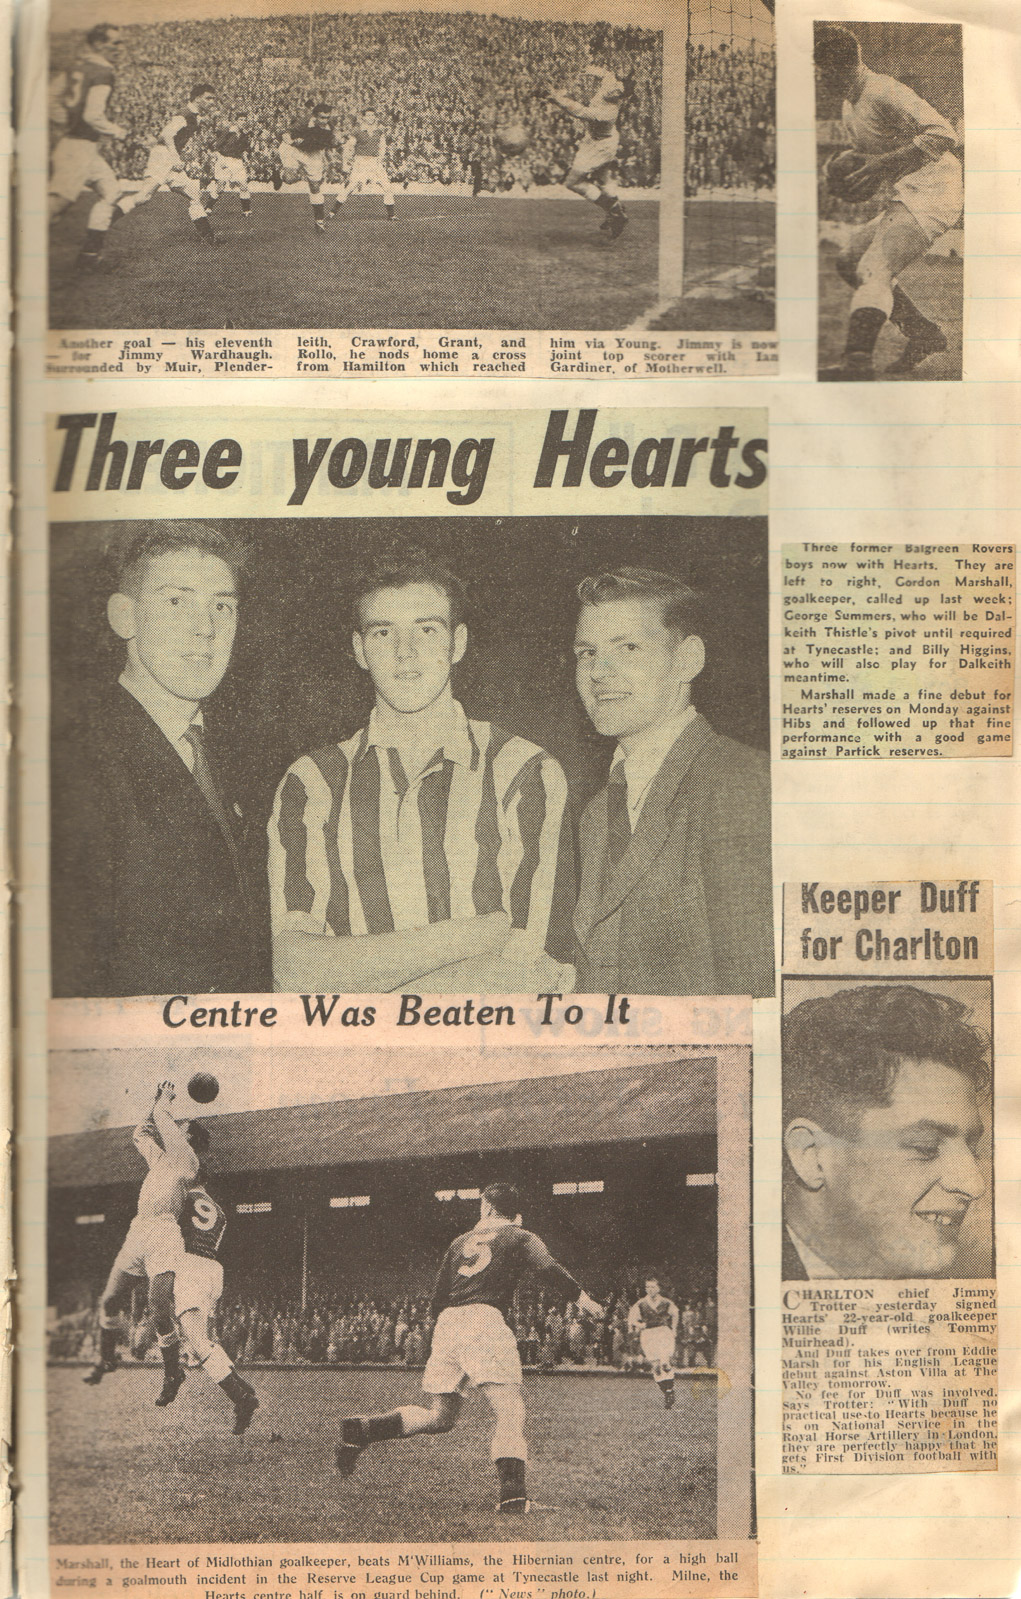 Another goal — his eleventh
— for Jimmy Wardhaugh.
Surrounded by Muir, Plender-
leith, Crawford, Grant, and
Rollo, he nods home a cross
from Hamilton which reached
him via Young. Jimmy is now
joint top scorer with Ian
Gardiner, of Motherwell.
Three young Hearts
Three former Balgreen Rovers
boys now with Hearts. They are
left to right, Gordon Marshall,
goalkeeper, called up last week;
George Summers, who will be Dal-
keith Thistle's pivot until required
at Tynecastle; and Billy Higgins,
who will also play for Dalkeith
meantime.
Marshall made a fine debut for
Hearts' reserves on Monday against
Hibs and followed up that fine
performance with a good game
against Partick reserves.
Keeper Duff
for Charlton
CHARLTON chief Jimmy
Trotter yesterday signed
Hearts' 22-year-old goalkeeper
Willie Duff (writes Tommy
Muirhead).
And Duff takes over from Eddie
Marsh for his English League
debut against Aston Villa at The
Valley tomorrow.
No fee for Duff was involved.
Says Trotter: "With Duff no
practical use to Hearts because he
is on National Service in the
Royal Horse Artillery in London,
they are perfectly happy that he
gets First Division football with
us."
Centre Was Beaten To It
9
5
Marshall, the Heart of Midlothian goalkeeper, beats M'Williams, the Hibernian centre, for a high ball
during a goalmouth incident in the Reserve League Cup game at Tynecastle last night. Milne, the
Hearts centre half, is on guard behind. ("News" photo.)